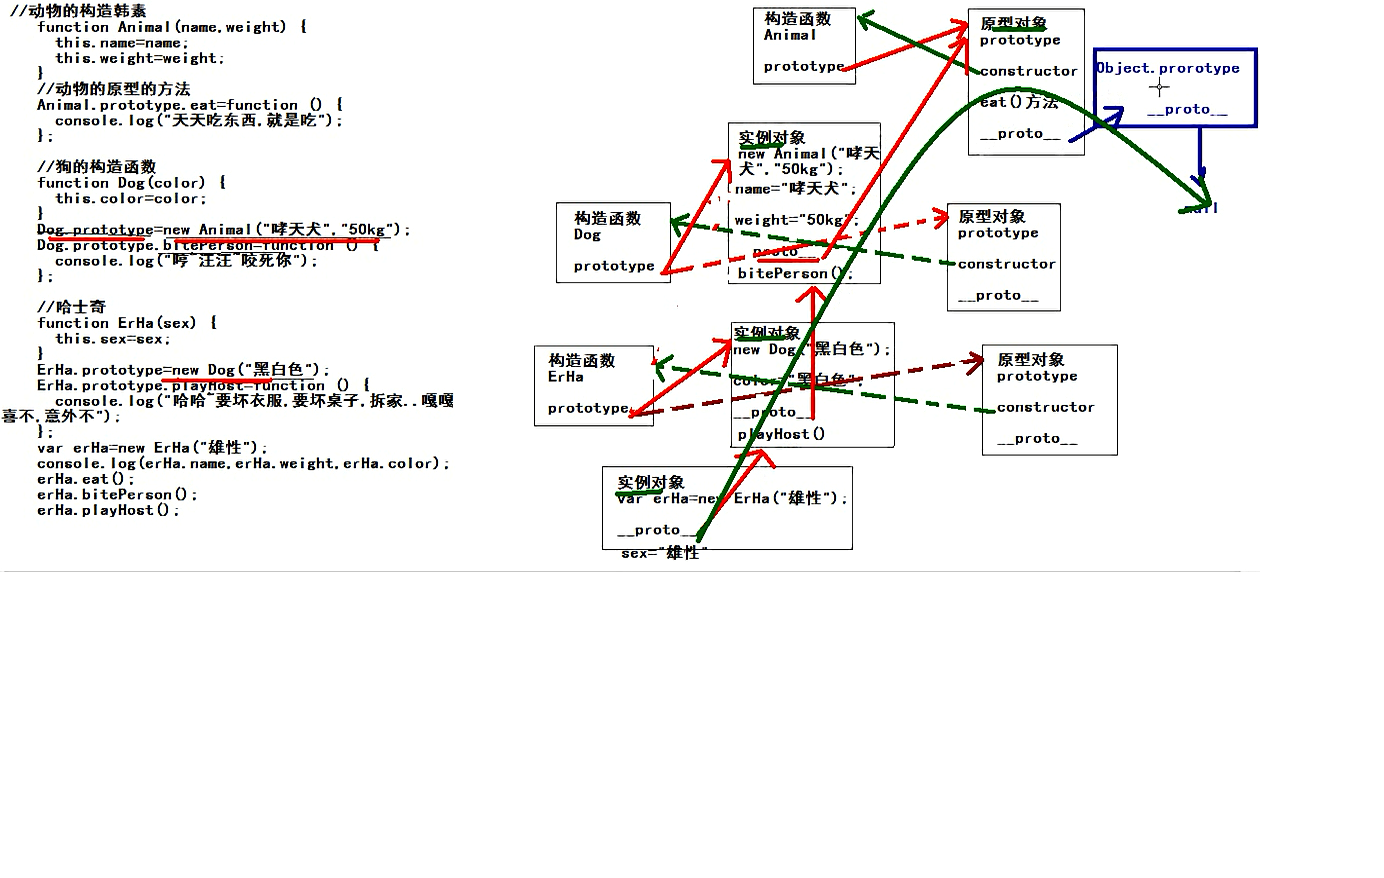 //动物的构造韩素
function Animal(name,weight) {
this.name=name;
this.weight=weight;
}
//动物的原型的方法
Animal.prototype.eat=function () {
console.log("天天吃东西,就是吃");
};
//狗的构造函数
function Dog(color) {
this.color=color;
}
Dog.prototype=new Animal("哮天犬","50kg");
Dog.prototype.bitePerson=function () {
console.log("哼~汪汪~咬死你");
};
//哈士奇
function ErHa(sex) {
this.sex=sex;
}
ErHa.prototype=new Dog("黑白色");
ErHa.prototype.playHost=function () {
console.log("哈哈~要坏衣服,要坏桌子,拆家..嘎嘎
喜不,意外不");
};
var erHa=new ErHa("雄性");
console.log(erHa.name,erHa.weight,erHa.color);
erHa.eat();
erHa.bitePerson();
erHa.playHost();
构造函数
Animal
prototype
原型对象
prototype
constructor
eat()方法
__proto__
Object.prorotype
__proto__
null
实例对象
new Animal("哮天
犬","50kg");
name="哮天犬";
weight="50kg";
__proto__
bitePerson();
构造函数
Dog
prototype
原型对象
prototype
constructor
__proto__
实例对象
new Dog("黑白色");
color="黑白色";
__proto__
playHost()
构造函数
ErHa
prototype
原型对象
prototype
constructor
__proto__
实例对象
var erHa=new ErHa("雄性");
__proto__
sex="雄性"